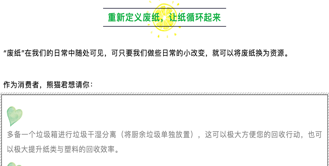 重新定义废纸，让纸循环起来
“废纸”在我们的日常中随处可见，可只要我们做些日常的小改变，就可以将废纸换为资源。
作为消费者，熊猫君想请你：
多备一个垃圾箱进行垃圾干湿分离（将厨余垃圾单独放置），这可以极大方便您的回收行动，也可
以极大提升纸类与塑料的回收效率。